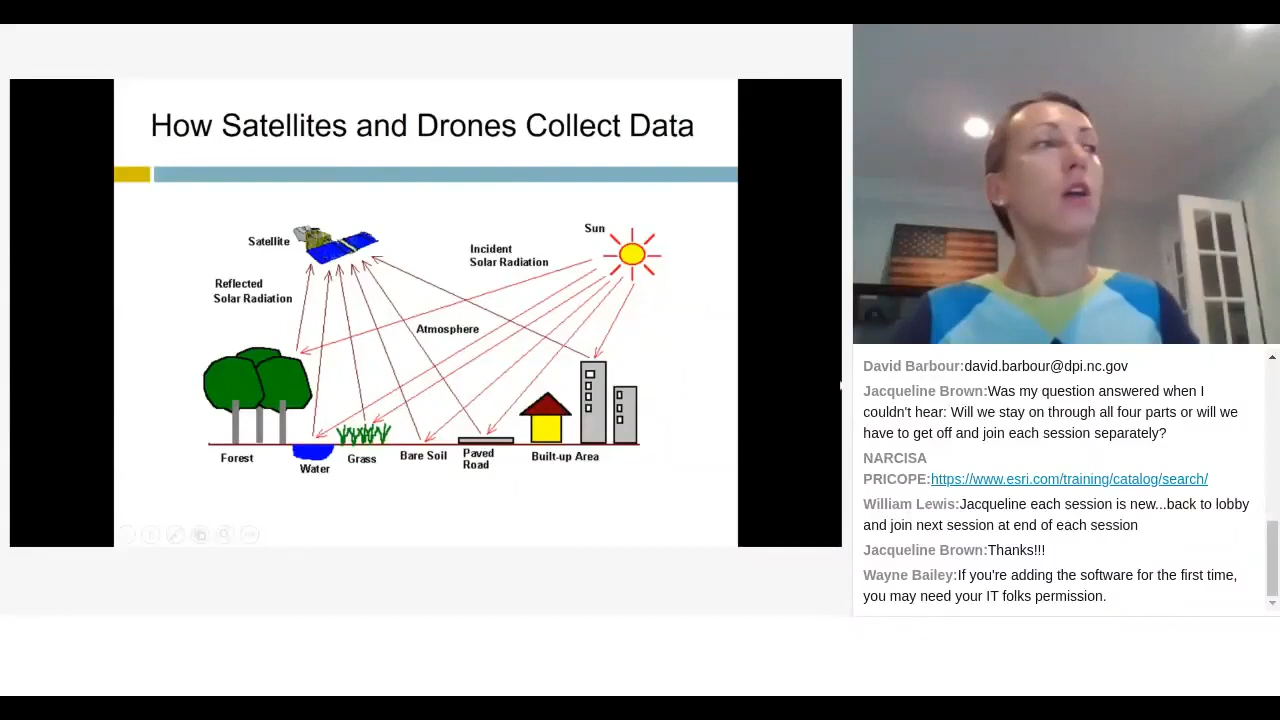 How Satellites and Drones Collect Data
Satellite
Sun
Incident
Solar Radiation
Reflected
Solar Radiation
Atmosphere
Forest
Water
Grass
Bare Soil
Paved
Road
Built-up Area
David Barbour:david.barbour@dpi.nc.gov
Jacqueline Brown:Was my question answered when I
couldn't hear: Will we stay on through all four parts or will we
have to get off and join each session separately?
NARCISA
PRICOPE:https://www.esri.com/training/catalog/search/
William Lewis:Jacqueline each session is new...back to lobby
and join next session at end of each session
Jacqueline Brown:Thanks!!!
Wayne Bailey:If you're adding the software for the first time,
you may need your IT folks permission.